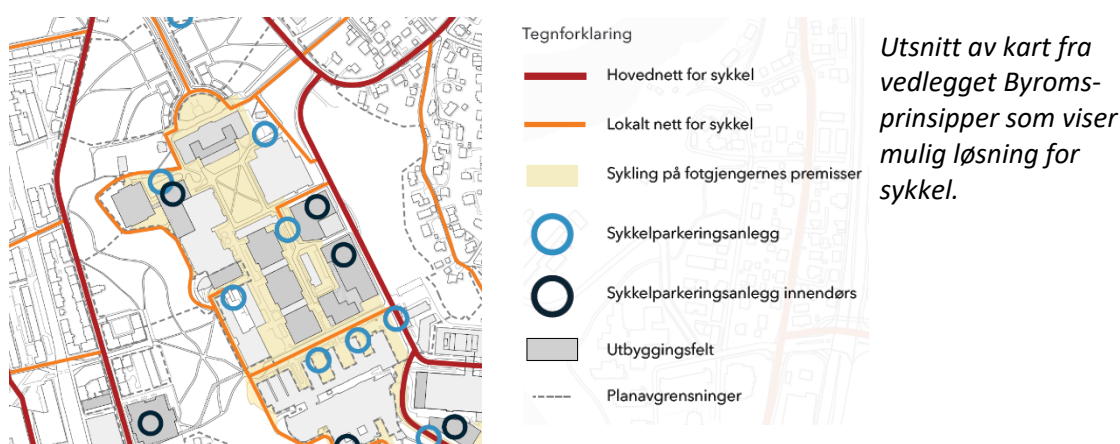 Tegnforklaring
Hovednett for sykkel
Lokalt nett for sykkel
Sykling på fotgjengernes premisser
Sykkelparkeringsanlegg
Sykkelparkeringsanlegg innendørs
Utbyggingsfelt
Planavgrensninger
Utsnitt av kart fra
vedlegget Byroms-
prinsipper som viser
mulig løsning for
sykkel.